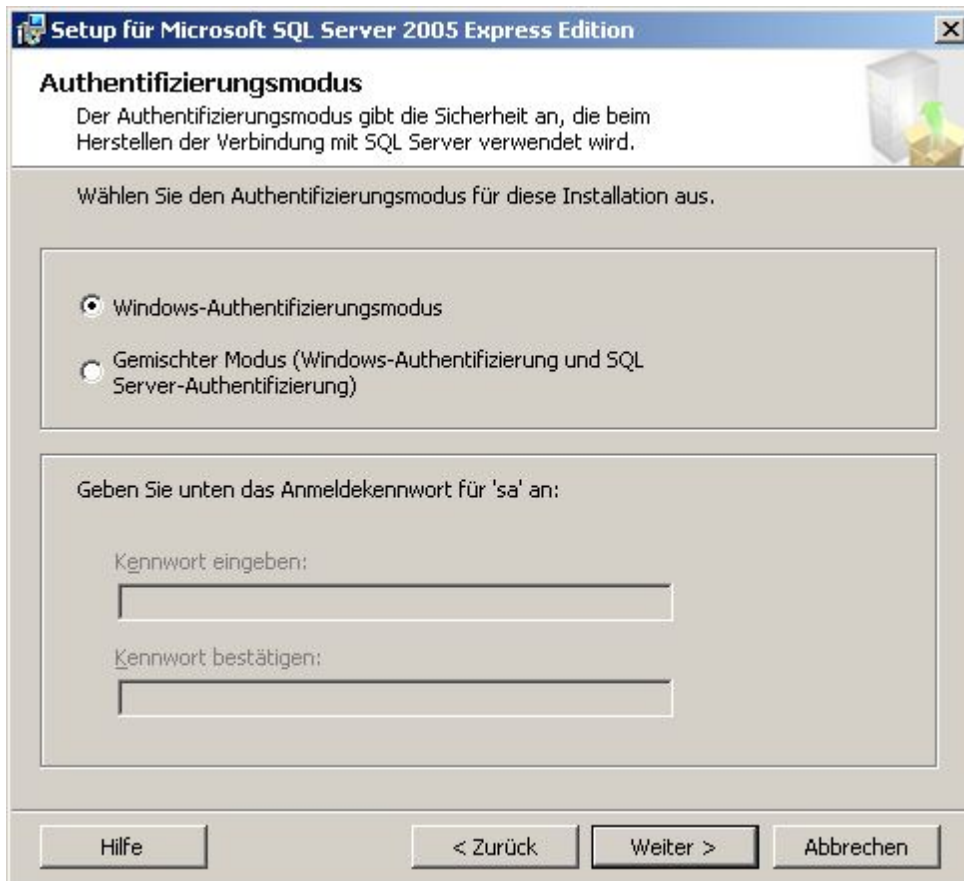 Setup für Microsoft SQL Server 2005 Express Edition
Authentifizierungsmodus
Der Authentifizierungsmodus gibt die Sicherheit an, die beim
Herstellen der Verbindung mit SQL Server verwendet wird.
Wählen Sie den Authentifizierungsmodus für diese Installation aus.
Windows-Authentifizierungsmodus
Gemischter Modus (Windows-Authentifizierung und SQL
Server-Authentifizierung)
Geben Sie unten das Anmeldekennwort für 'sa' an:
Kennwort eingeben:
Kennwort bestätigen:
Hilfe
< Zurück
Weiter >
Abbrechen